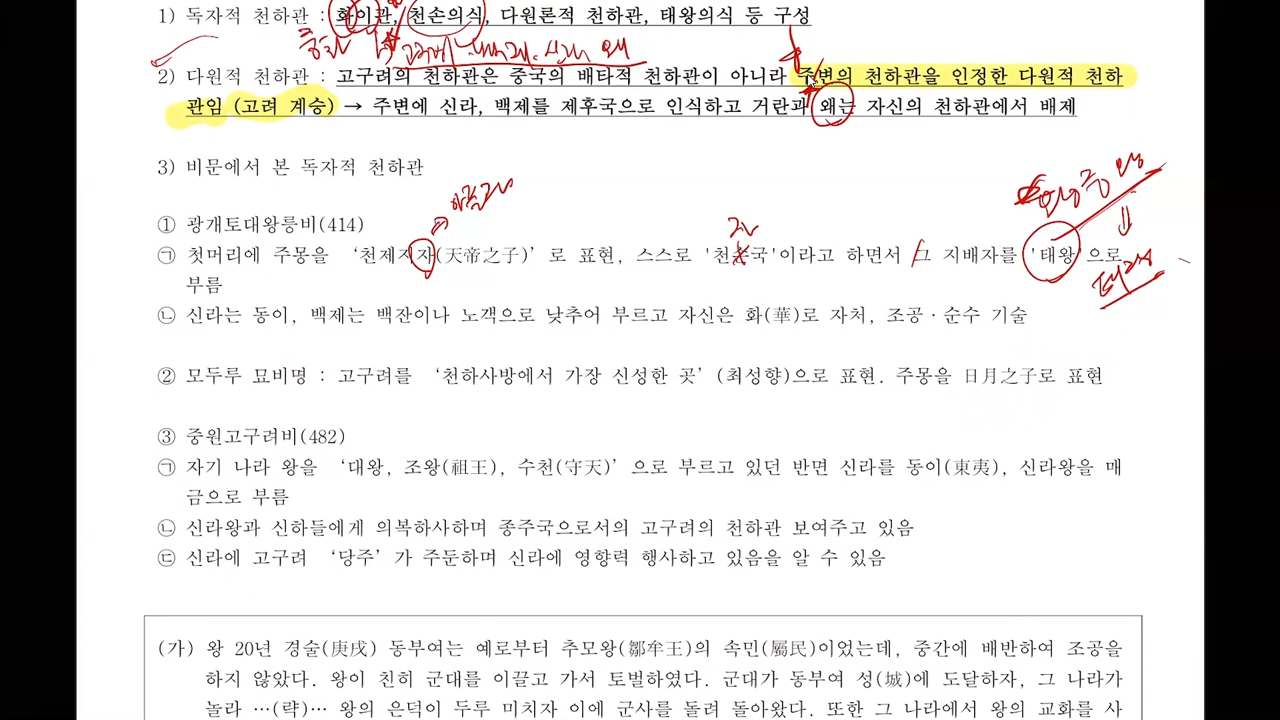 1) 독자적 천하관 : 화이관, 천손의식, 다원론적 천하관, 태왕의식 등 구성
2) 다원적 천하관 : 고구려의 천하관은 중국의 배타적 천하관이 아니라 주변의 천하관을 인정한 다원적 천하
관임 (고려 계승) → 주변에 신라, 백제를 제후국으로 인식하고 거란과 왜는 자신의 천하관에서 배제
3) 비문에서 본 독자적 천하관
① 광개토대왕릉비(414)
㉠ 첫머리에 주몽을 ‘천제지자(天帝之子)’로 표현, 스스로 '천 국'이라고 하면서 그 지배자를 '태왕'으로
부름
㉡ 신라는 동이, 백제는 백잔이나 노객으로 낮추어 부르고 자신은 화(華)로 자처, 조공·순수 기술
② 모두루 묘비명 : 고구려를 ‘천하사방에서 가장 신성한 곳’(최성향)으로 표현. 주몽을 日月之子로 표현
③ 중원고구려비(482)
㉠ 자기 나라 왕을 ‘대왕, 조왕(祖王), 수천(守天)’으로 부르고 있던 반면 신라를 동이(東夷), 신라왕을 매
금으로 부름
㉡ 신라왕과 신하들에게 의복하사하며 종주국으로서의 고구려의 천하관 보여주고 있음
㉢ 신라에 고구려 ‘당주’가 주둔하며 신라에 영향력 행사하고 있음을 알 수 있음
(가) 왕 20년 경술(庚戌) 동부여는 예로부터 추모왕(鄒牟王)의 속민(屬民)이었는데, 중간에 배반하여 조공을
하지 않았다. 왕이 친히 군대를 이끌고 가서 토벌하였다. 군대가 동부여 성(城)에 도달하자, 그 나라가
놀라 …(략)… 왕의 은덕이 두루 미치자 이에 군사를 돌려 돌아왔다. 또한 그 나라에서 왕의 교화를 사